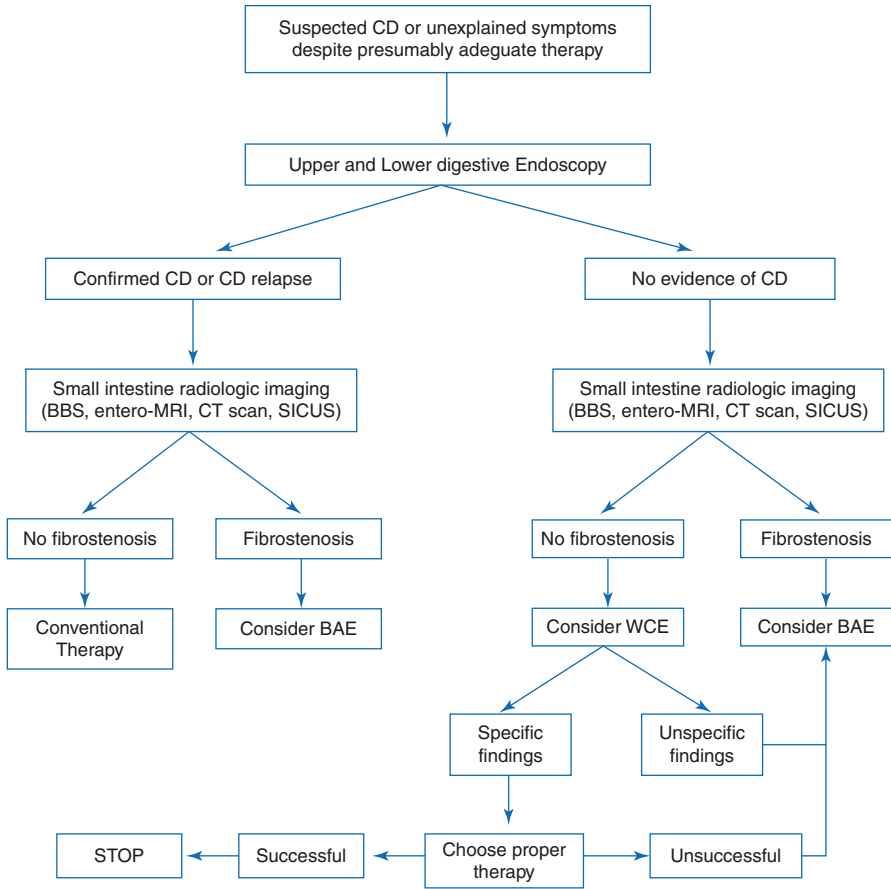 Suspected CD or unexplained symptoms
despite presumably adequate therapy
Upper and Lower digestive Endoscopy
Confirmed CD or CD relapse
No evidence of CD
Small intestine radiologic imaging
(BBS, entero-MRI, CT scan, SICUS)
Small intestine radiologic imaging
(BBS, entero-MRI, CT scan, SICUS)
No fibrostenosis
Fibrostenosis
No fibrostenosis
Fibrostenosis
Conventional
Therapy
Consider BAE
Consider WCE
Consider BAE
Specific
findings
Unspecific
findings
STOP
Successful
Choose proper
therapy
Unsuccessful